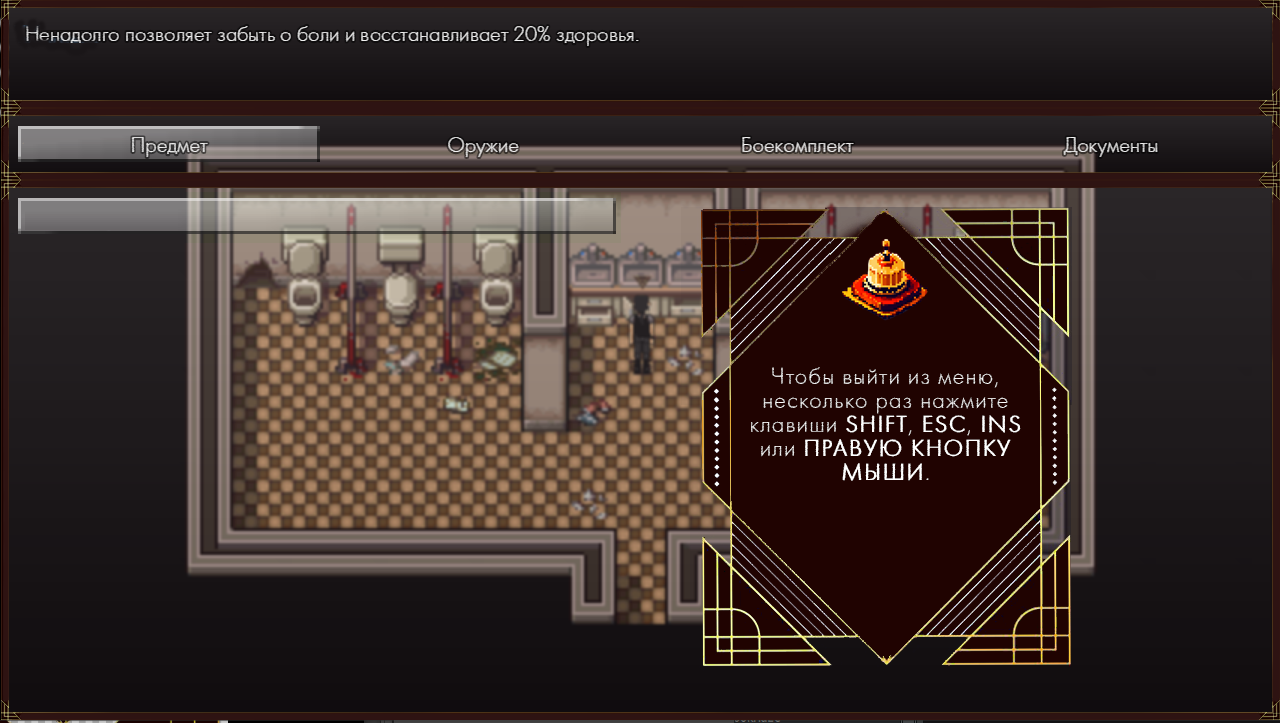 Ненадолго позволяет забыть о боли и восстанавливает 20% здоровья.
Предмет Оружие Боекомплект Документы
Чтобы выйти из меню,
несколько раз нажмите
клавиши SHIFT, ESC, INS
или ПРАВУЮ КНОПКУ
МЫШИ.